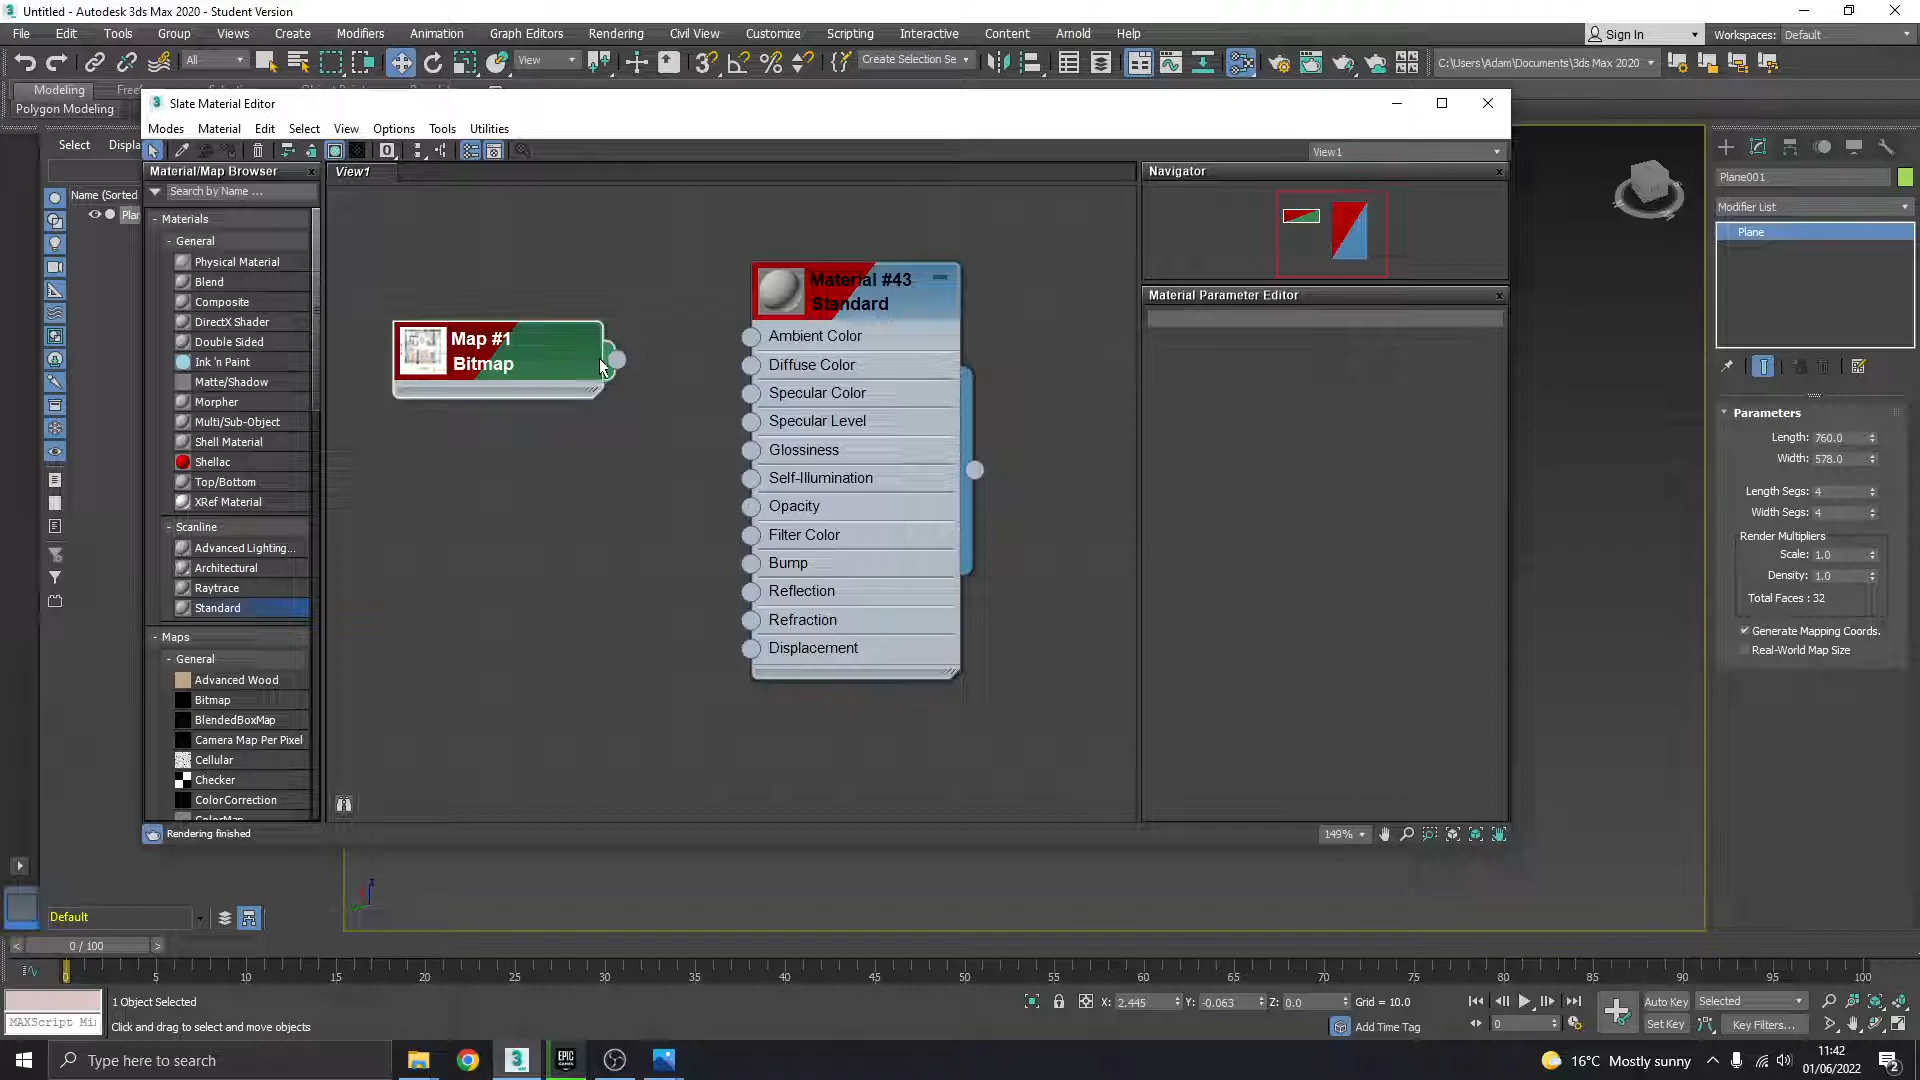 Untitled - Autodesk 3ds Max 2020 - Student Version
File Edit Tools Group Views Create Modifiers Animation Graph Editors Rendering Civil View Customize Scripting Interactive Content Arnold Help Sign In Workspaces: Default
All View Create Selection Se C:\Users\Adam\Documents\3ds Max 2020
Modeling
Polygon Modeling
Slate Material Editor
Modes Material Edit Select View Options Tools Utilities
View1
Select Displa
Name (Sorted
Plan
Material/Map Browser
Search by Name ...
- Materials
- General
Physical Material
Blend
Composite
DirectX Shader
Double Sided
Ink 'n Paint
Matte/Shadow
Morpher
Multi/Sub-Object
Shell Material
Shellac
Top/Bottom
XRef Material
- Scanline
Advanced Lighting...
Architectural
Raytrace
Standard
- Maps
- General
Advanced Wood
Bitmap
BlendedBoxMap
Camera Map Per Pixel
Cellular
Checker
ColorCorrection
ColorMap
Rendering finished
View1
Map #1
Bitmap
Material #43
Standard
Ambient Color
Diffuse Color
Specular Color
Specular Level
Glossiness
Self-Illumination
Opacity
Filter Color
Bump
Reflection
Refraction
Displacement
Navigator
Material Parameter Editor
149%
Plane001
Modifier List
Plane
Parameters
Length: 760.0
Width: 578.0
Length Segs: 4
Width Segs: 4
Render Multipliers
Scale: 1.0
Density: 1.0
Total Faces : 32
Generate Mapping Coords.
Real-World Map Size
Default
0 / 100
0 5 10 15 20 25 30 35 40 45 50 55 60 65 70 75 80 85 90 95 100
1 Object Selected
Click and drag to select and move objects
MAXScript Mi
X: 2.445 Y: -0.063 Z: 0.0 Grid = 10.0
Add Time Tag
0
Auto Key Selected
Set Key Key Filters...
Type here to search
EPIC GAMES
16°C Mostly sunny
11:42
01/06/2022
2